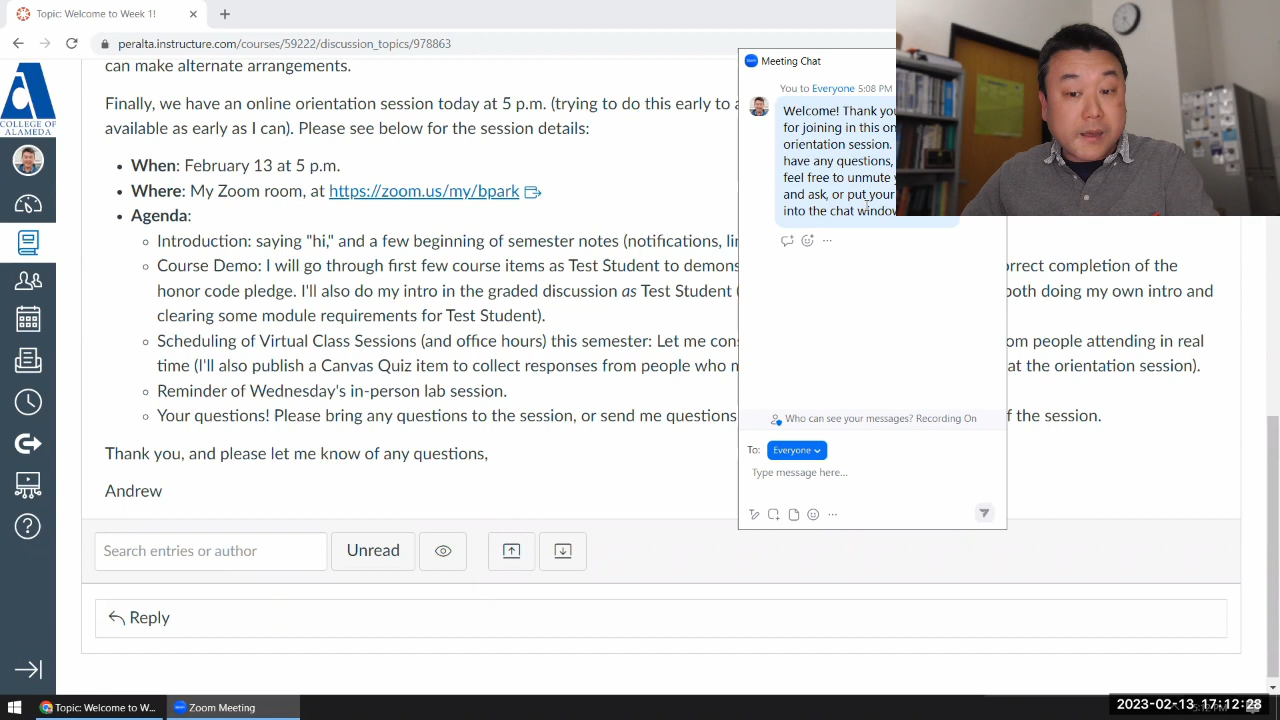 Topic: Welcome to Week 1!
peralta.instructure.com/courses/59222/discussion_topics/978863
COLLEGE OF
ALAMEDA
can make alternate arrangements.
Finally, we have an online orientation session today at 5 p.m. (trying to do this early to a
available as early as I can). Please see below for the session details:
When: February 13 at 5 p.m.
Where: My Zoom room, at https://zoom.us/my/bpark
Agenda:
Introduction: saying "hi," and a few beginning of semester notes (notifications,
Course Demo: I will go through first few course items as Test Student to demons orrect completion of the
honor code pledge. I'll also do my intro in the graded discussion as Test Student ( both doing my own intro and
clearing some module requirements for Test Student).
Scheduling of Virtual Class Sessions (and office hours) this semester: Let me cons om people attending in real
time (I'll also publish a Canvas Quiz item to collect responses from people who m at the orientation session).
Reminder of Wednesday's in-person lab session.
Your questions! Please bring any questions to the session, or send me questions f the session.
Thank you, and please let me know of any questions,
Andrew
Search entries or author
Unread
Reply
Meeting Chat
You to Everyone 5:08 PM
Welcome! Thank you
for joining in this on
orientation session.
have any questions,
feel free to unmute
and ask, or put your
into the chat window
Who can see your messages? Recording On
To: Everyone
Type message here...
Topic: Welcome to W...
Zoom Meeting
2023-02-13 17:12:28